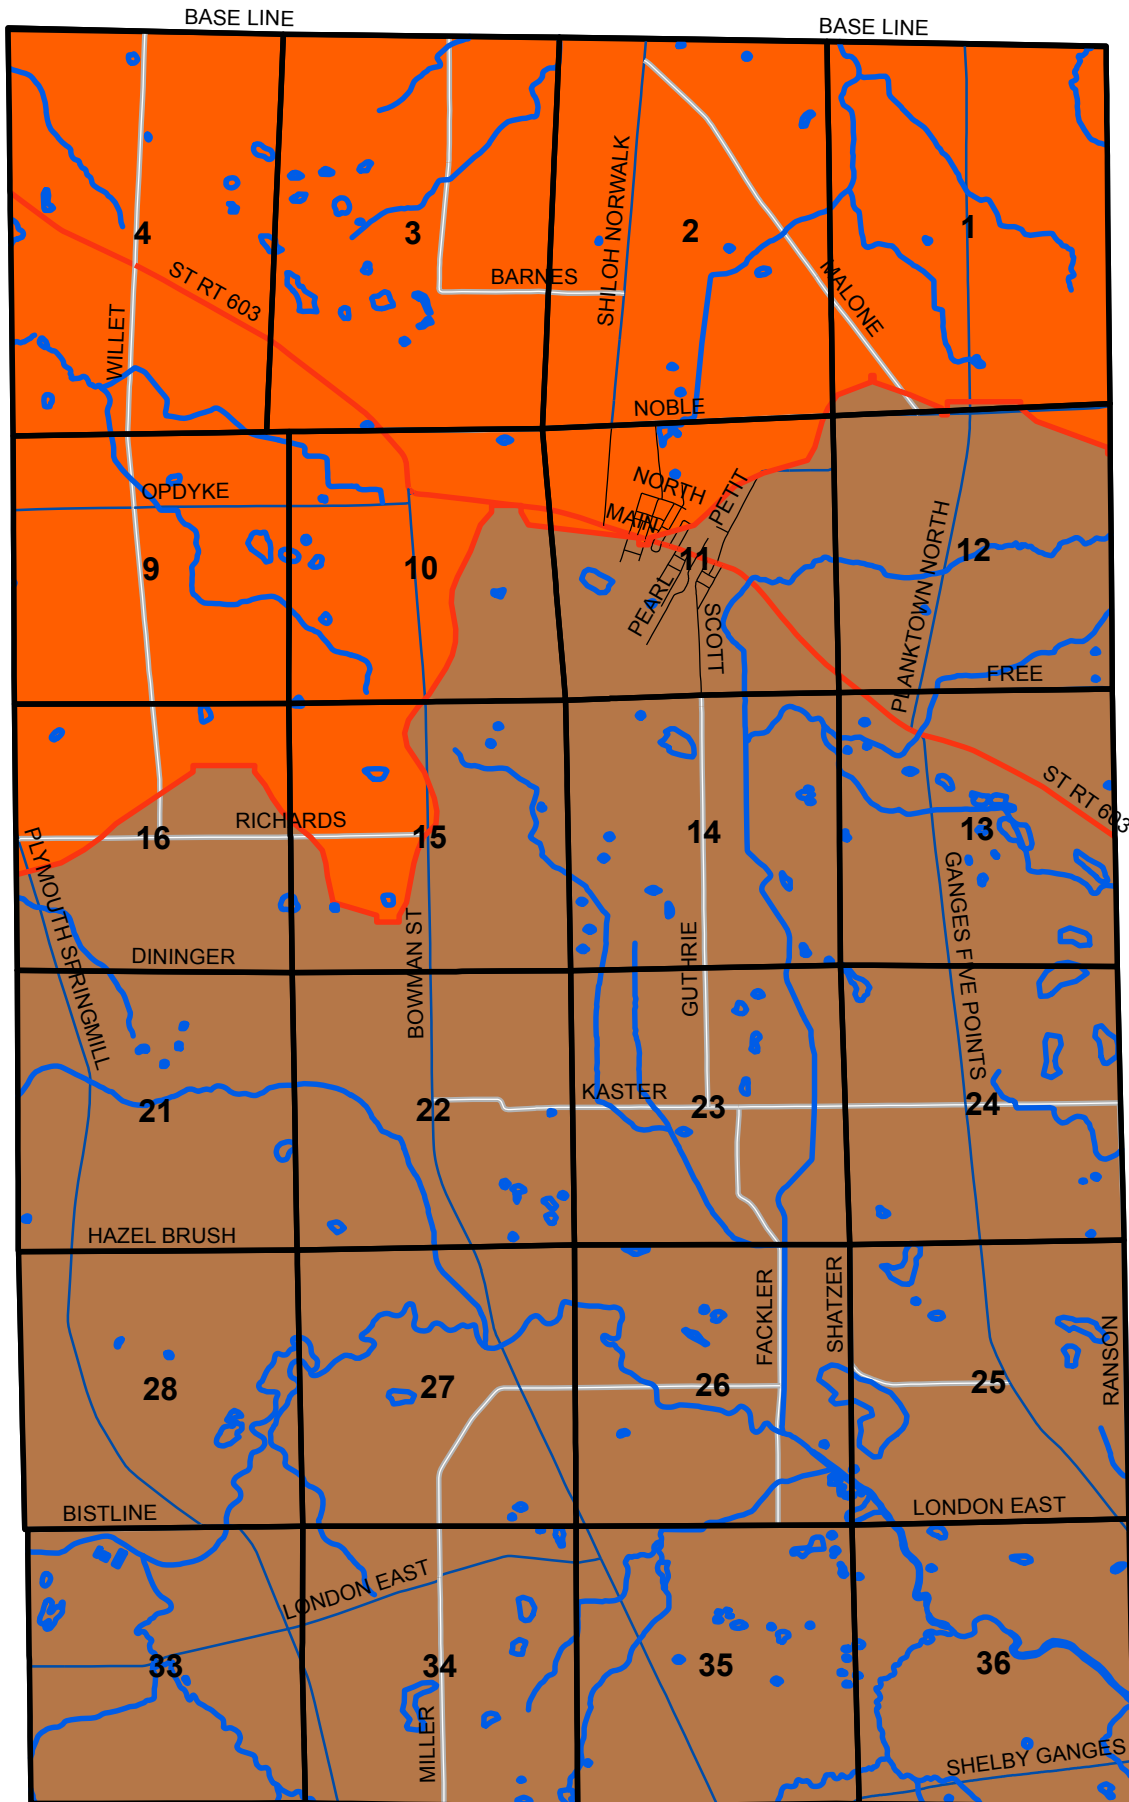 BASE LINE
BASE LINE
4
3
2
1
ST RT 603
BARNES
SHILOH NORWALK
MALONE
WILLET
NOBLE
OPDYKE
NORTH
MAIN
PETIT
9
10
11
12
PEARL
SCOTT
PLANKTOWN NORTH
FREE
ST RT 603
RICHARDS
16
15
14
13
PLYMOUTH SPRINGMILL
DININGER
BOWMAN ST
GUTHRIE
GANGES FIVE POINTS
KASTER
21
22
23
24
HAZEL BRUSH
FACKLER
SHATZER
RANSON
28
27
26
25
BISTLINE
LONDON EAST
LONDON EAST
33
34
35
36
MILLER
SHELBY GANGES